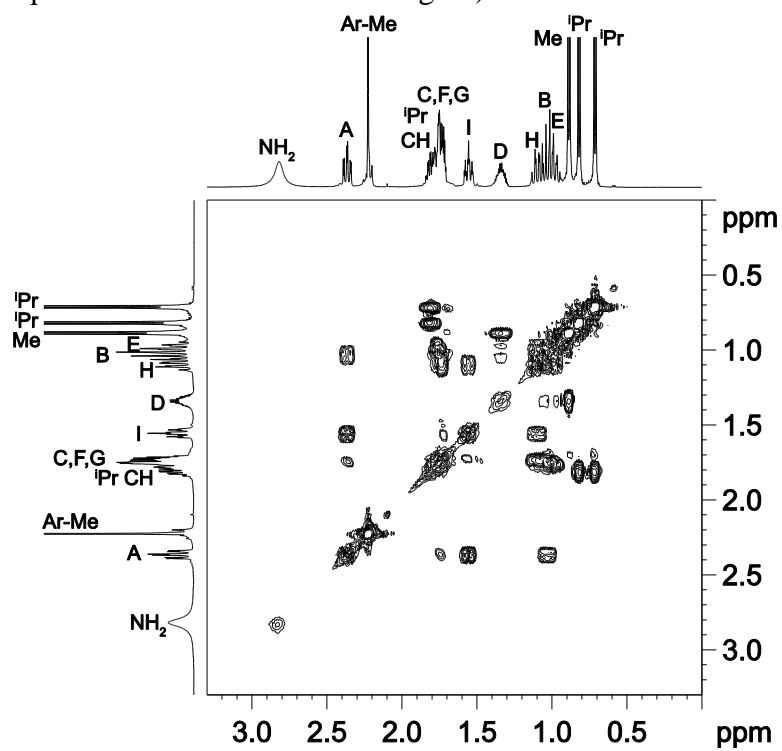 Ar-Me
Me
ⁱPr
ⁱPr
C,F,G
ⁱPr
CH
B
A
I
H
E
NH₂
D
ppm
ⁱPr
0.5
ⁱPr
Me
E
1.0
B
H
D
I
1.5
C,F,G
ⁱPr CH
2.0
Ar-Me
A
2.5
NH₂
3.0
3.0 2.5 2.0 1.5 1.0 0.5 ppm